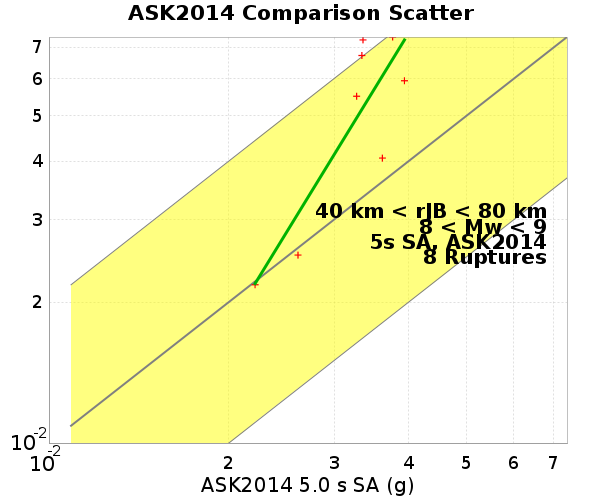 ASK2014 Comparison Scatter
7
6
5
4
3
2
10-2
40 km < rJB < 80 km
8 < Mw < 9
5s SA, ASK2014
8 Ruptures
10-2 2 3 4 5 6 7
ASK2014 5.0 s SA (g)